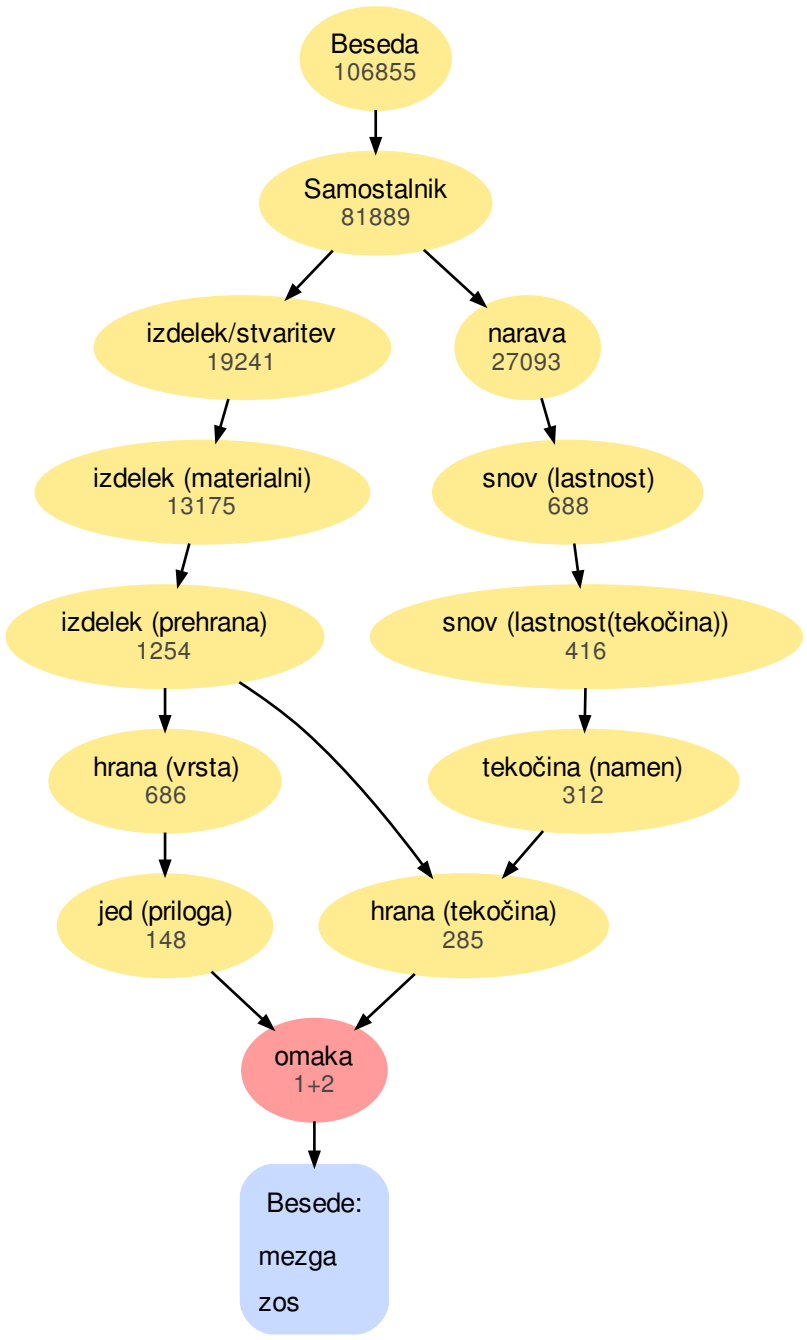 Beseda
106855
Samostalnik
81889
izdelek/stvaritev
19241
narava
27093
izdelek (materialni)
13175
snov (lastnost)
688
izdelek (prehrana)
1254
snov (lastnost(tekočina))
416
hrana (vrsta)
686
tekočina (namen)
312
jed (priloga)
148
hrana (tekočina)
285
omaka
1+2
Besede:
mezga
zos